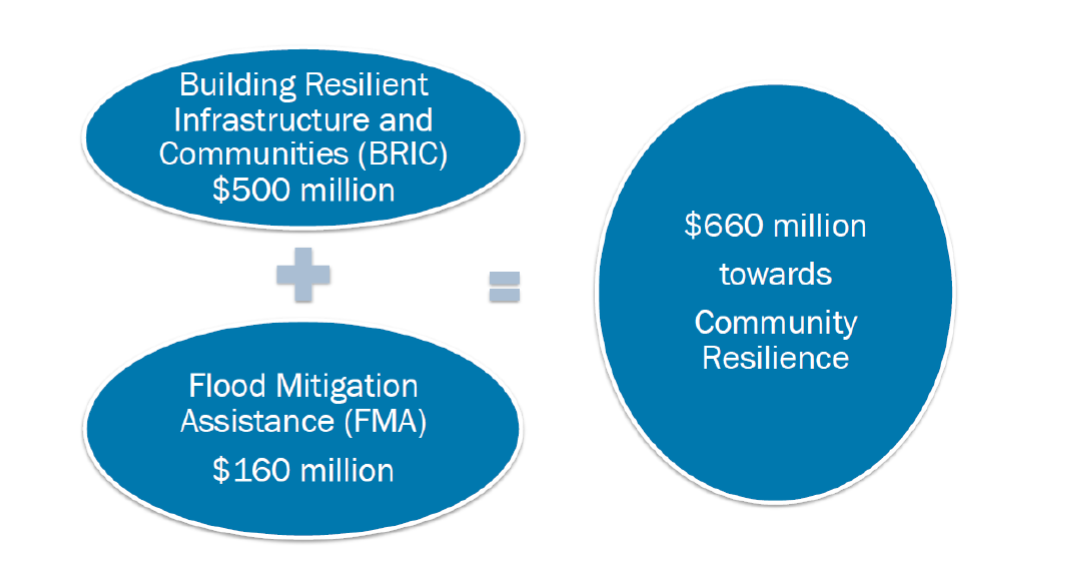 Building Resilient
Infrastructure and
Communities (BRIC)
$500 million
Flood Mitigation
Assistance (FMA)
$160 million
$660 million
towards
Community
Resilience